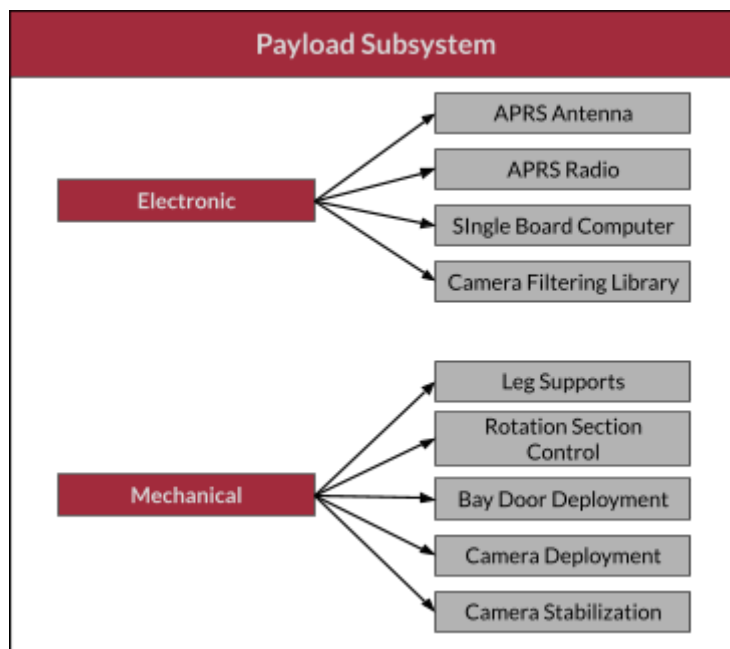 Payload Subsystem
APRS Antenna
APRS Radio
Electronic
SIngle Board Computer
Camera Filtering Library
Leg Supports
Rotation Section
Control
Mechanical
Bay Door Deployment
Camera Deployment
Camera Stabilization